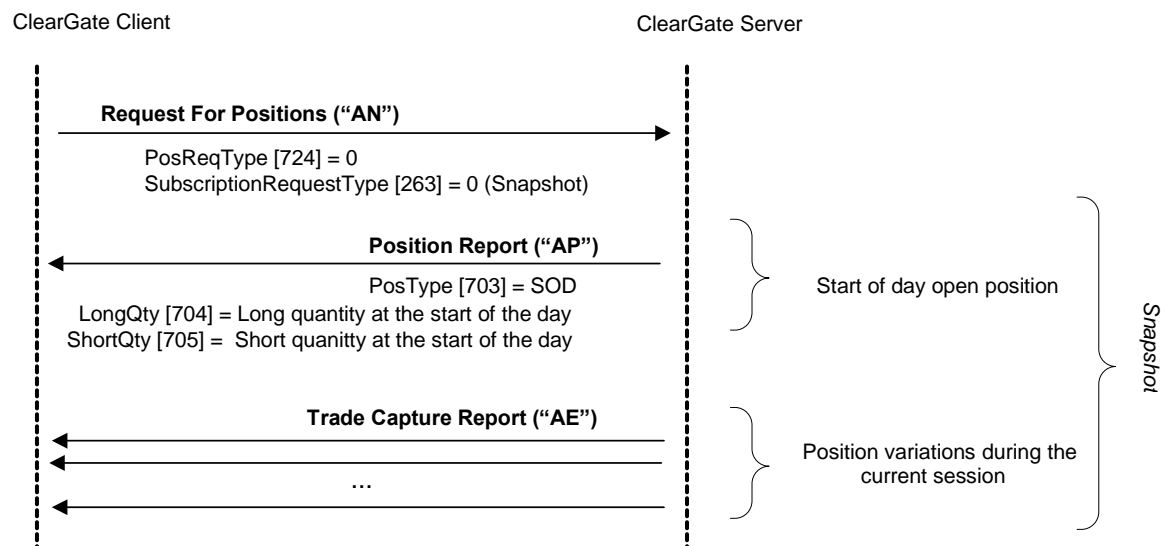 ClearGate Client
ClearGate Server
Request For Positions (“AN”)
PosReqType [724] = 0
SubscriptionRequestType [263] = 0 (Snapshot)
Position Report (“AP”)
PosType [703] = SOD
LongQty [704] = Long quantity at the start of the day
ShortQty [705] = Short quanitty at the start of the day
Start of day open position
Snapshot
Trade Capture Report (“AE”)
…
Position variations during the
current session